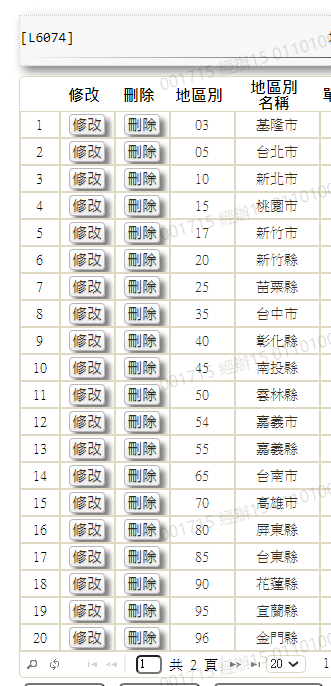 [L6074]
修改 刪除 地區別 地區別名稱
1 修改 刪除 03 基隆市
2 修改 刪除 05 台北市
3 修改 刪除 10 新北市
4 修改 刪除 15 桃園市
5 修改 刪除 17 新竹市
6 修改 刪除 20 新竹縣
7 修改 刪除 25 苗栗縣
8 修改 刪除 35 台中市
9 修改 刪除 40 彰化縣
10 修改 刪除 45 南投縣
11 修改 刪除 50 雲林縣
12 修改 刪除 54 嘉義市
13 修改 刪除 55 嘉義縣
14 修改 刪除 65 台南市
15 修改 刪除 70 高雄市
16 修改 刪除 80 屏東縣
17 修改 刪除 85 台東縣
18 修改 刪除 90 花蓮縣
19 修改 刪除 95 宜蘭縣
20 修改 刪除 96 金門縣
1 共 2 頁 20 1